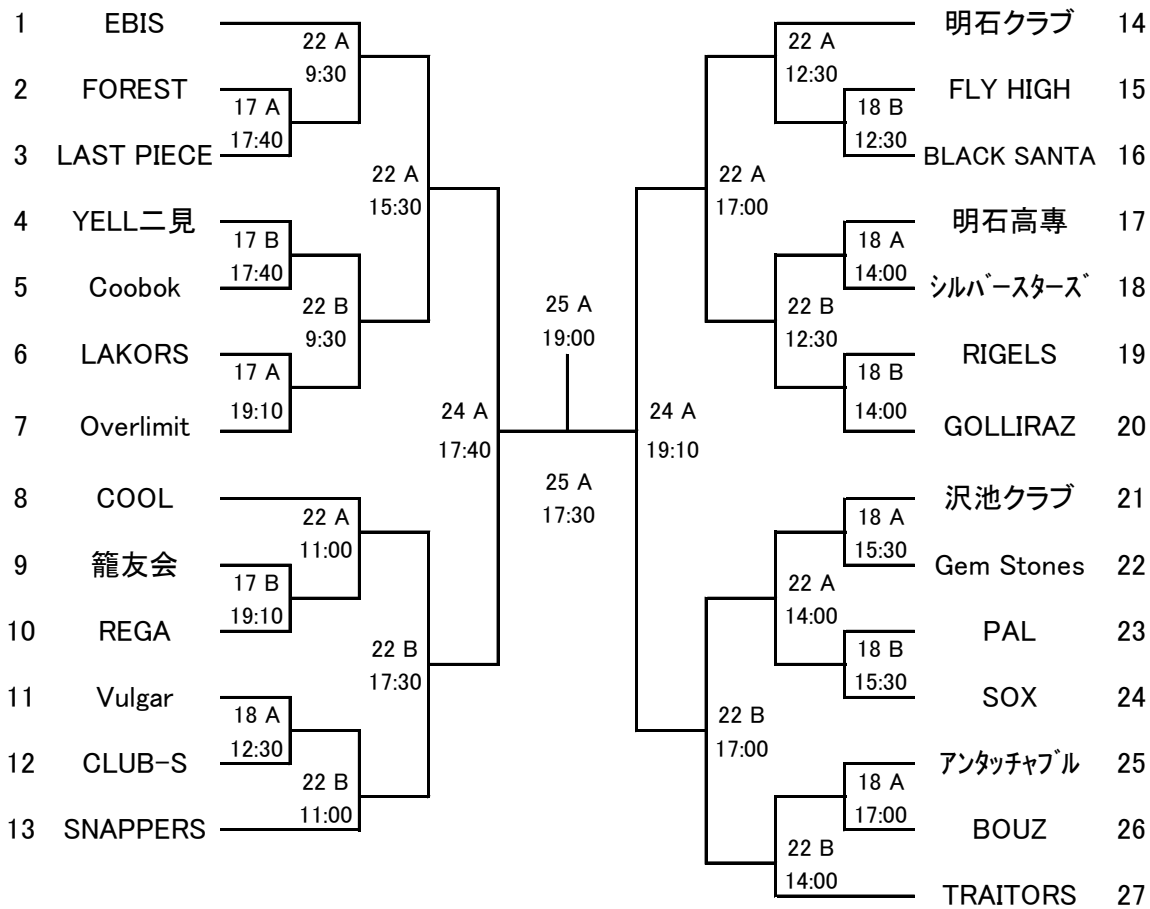 1 EBIS
22 A
9:30
2 FOREST
17 A
17:40
3 LAST PIECE
22 A
15:30
4 YELL二見
17 B
17:40
5 Coobok
22 B
9:30
6 LAKORS
17 A
19:10
7 Overlimit
24 A
17:40
8 COOL
22 A
11:00
9 籠友会
17 B
19:10
10 REGA
22 B
17:30
11 Vulgar
18 A
12:30
12 CLUB-S
22 B
11:00
13 SNAPPERS
25 A
19:00
25 A
17:30
明石クラブ 14
22 A
12:30
FLY HIGH 15
18 B
12:30
BLACK SANTA 16
22 A
17:00
明石高専 17
18 A
14:00
ｼﾙﾊﾞｰｽﾀｰｽﾞ 18
22 B
12:30
RIGELS 19
18 B
14:00
GOLLIRAZ 20
24 A
19:10
沢池クラブ 21
18 A
15:30
Gem Stones 22
22 A
14:00
PAL 23
18 B
15:30
SOX 24
22 B
17:00
ｱﾝﾀｯﾁｬﾌﾞﾙ 25
18 A
17:00
BOUZ 26
22 B
14:00
TRAITORS 27